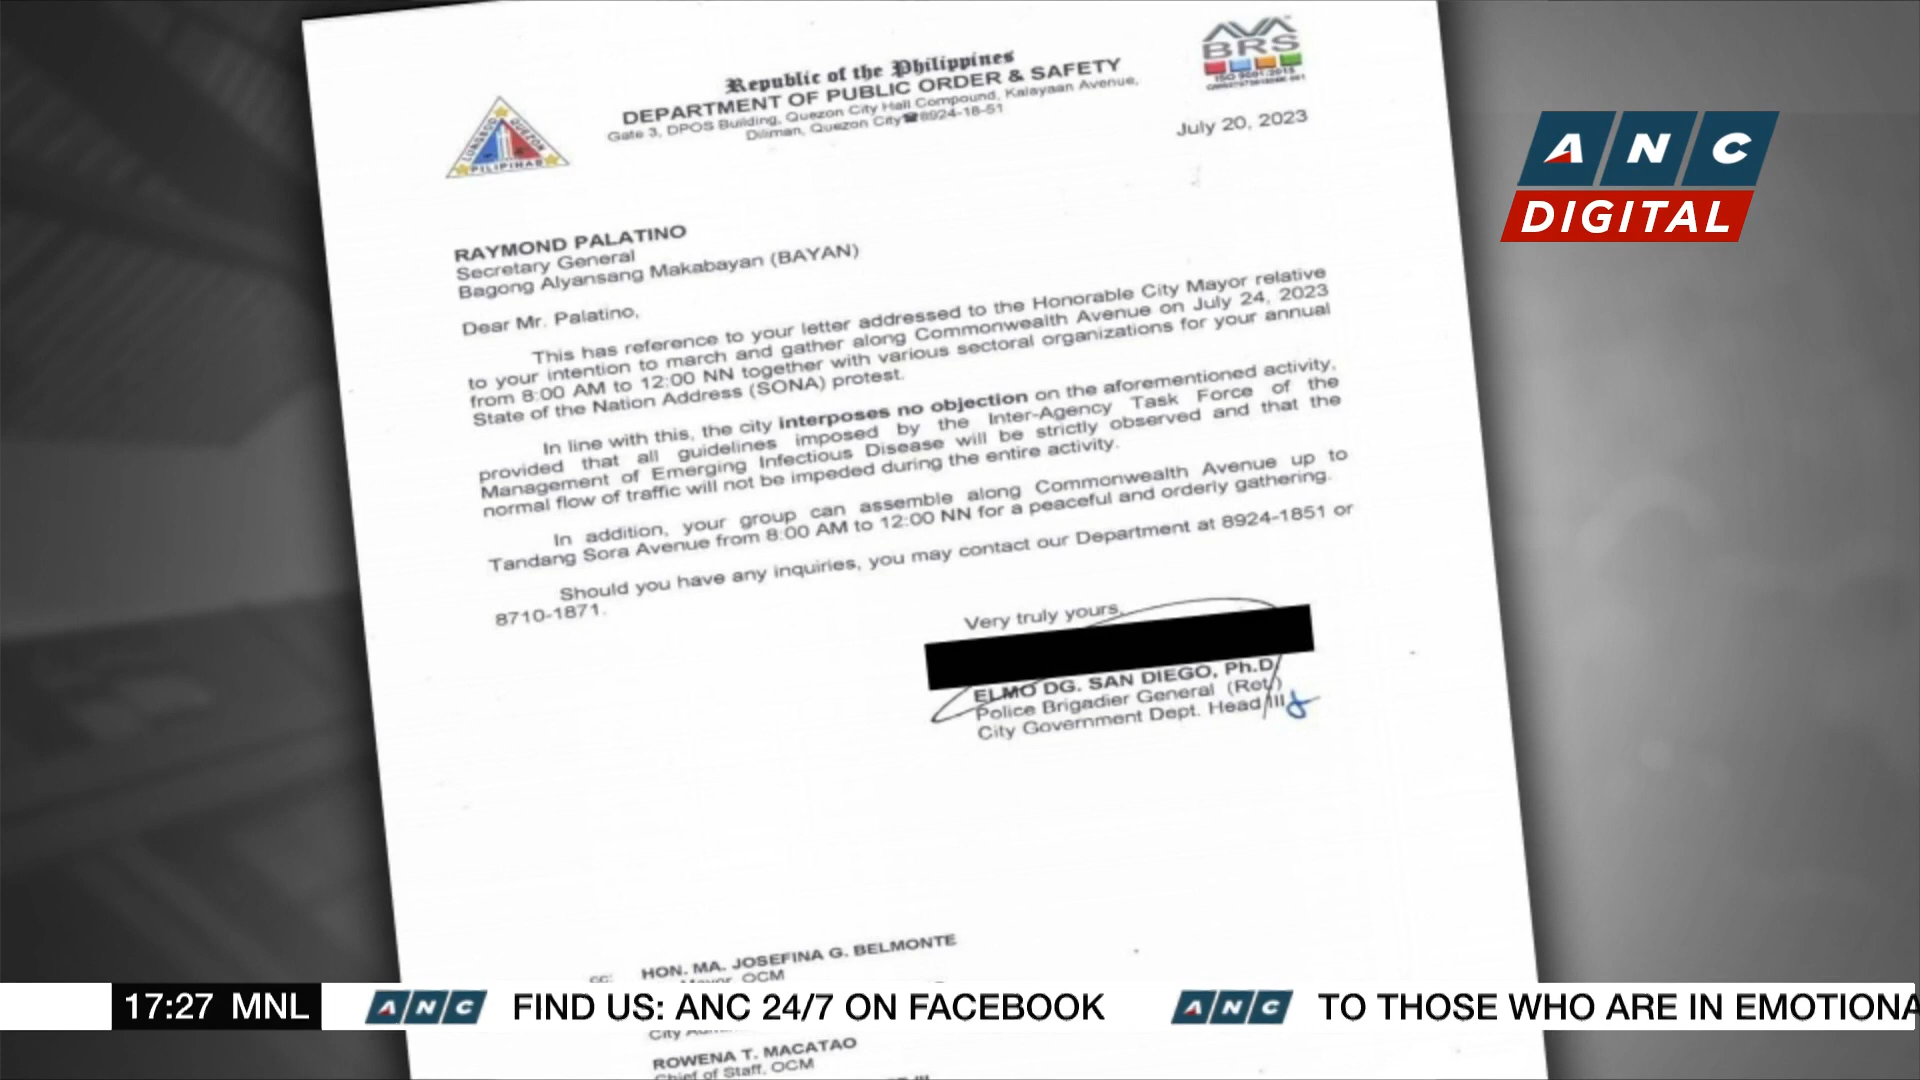 Republic of the Philippines
DEPARTMENT OF PUBLIC ORDER & SAFETY
Gate 3, DPOS Building, Quezon City Hall Compound, Kalayaan Avenue,
Diliman, Quezon City☎8924-18-51
BRS
ISO 9001:2015
July 20, 2023
LUNGSOD QUEZON
PILIPINAS
ANC
DIGITAL
RAYMOND PALATINO
Secretary General
Bagong Alyansang Makabayan (BAYAN)
Dear Mr. Palatino,
This has reference to your letter addressed to the Honorable City Mayor relative
to your intention to march and gather along Commonwealth Avenue on July 24, 2023
from 8:00 AM to 12:00 NN together with various sectoral organizations for your annual
State of the Nation Address (SONA) protest.
In line with this, the city interposes no objection on the aforementioned activity,
provided that all guidelines imposed by the Inter-Agency Task Force of the
Management of Emerging Infectious Disease will be strictly observed and that the
normal flow of traffic will not be impeded during the entire activity.
In addition, your group can assemble along Commonwealth Avenue up to
Tandang Sora Avenue from 8:00 AM to 12:00 NN for a peaceful and orderly gathering.
Should you have any inquiries, you may contact our Department at 8924-1851 or
8710-1871.
Very truly yours,
ELMO DG. SAN DIEGO, Ph.D
Police Brigadier General (Ret.)
City Government Dept. Head III
cc: HON. MA. JOSEFINA G. BELMONTE
Mayor, OCM
17:27 MNL ANC FIND US: ANC 24/7 ON FACEBOOK ANC TO THOSE WHO ARE IN EMOTIONA
City
ROWENA T. MACATAO
Chief of Staff, OCM